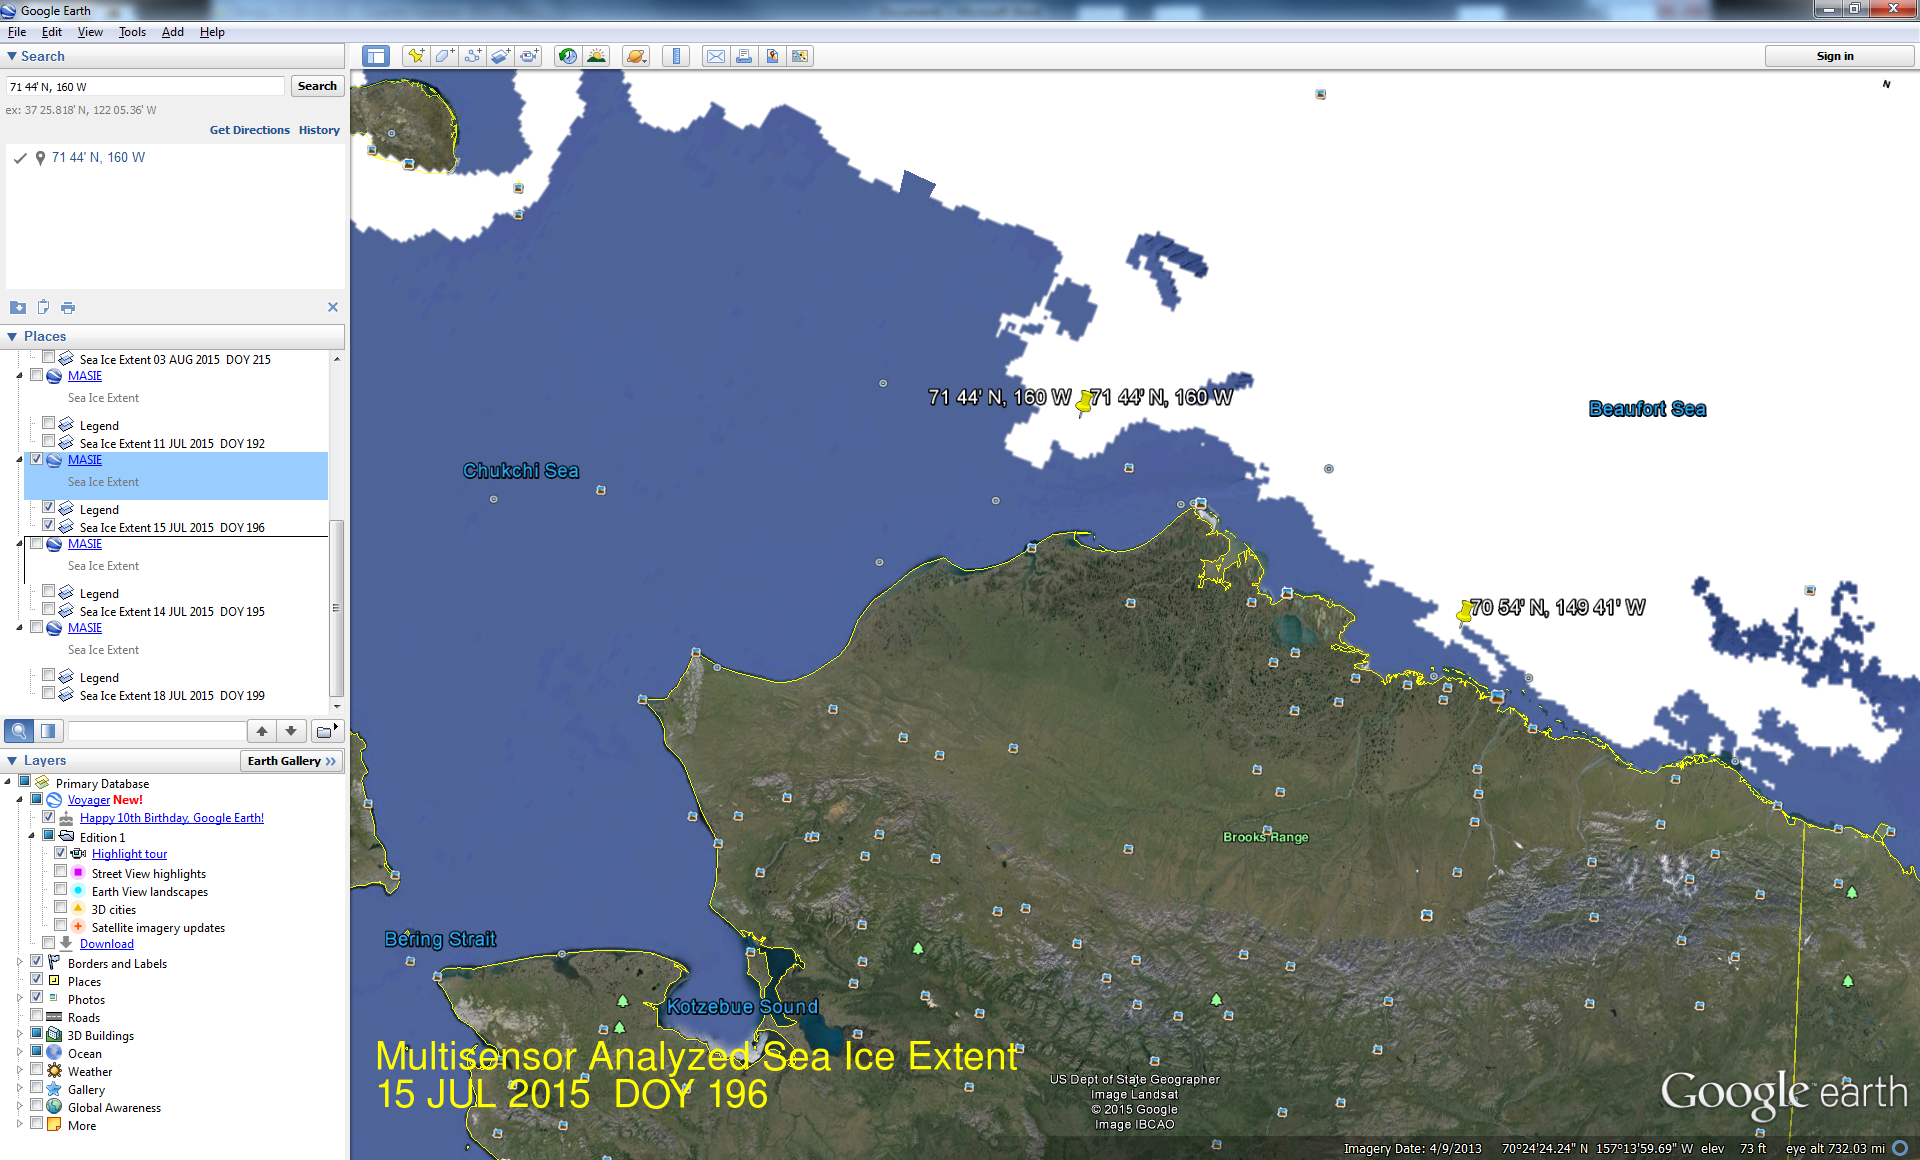 Google Earth
File Edit View Tools Add Help
Search
Sign in
71 44' N, 160 W
Search
ex: 37 25.818' N, 122 05.36' W
Get Directions History
71 44' N, 160 W
N
Places
Sea Ice Extent 03 AUG 2015 DOY 215
MASIE
Sea Ice Extent
Legend
Sea Ice Extent 11 JUL 2015 DOY 192
MASIE
Sea Ice Extent
Legend
Sea Ice Extent 15 JUL 2015 DOY 196
MASIE
Sea Ice Extent
Legend
Sea Ice Extent 14 JUL 2015 DOY 195
MASIE
Sea Ice Extent
Legend
Sea Ice Extent 18 JUL 2015 DOY 199
Layers
Earth Gallery »
Primary Database
Voyager New!
Happy 10th Birthday, Google Earth!
Edition 1
Highlight tour
Street View highlights
Earth View landscapes
3D cities
Satellite imagery updates
Download
Borders and Labels
Places
Photos
Roads
3D Buildings
Ocean
Weather
Gallery
Global Awareness
More
71 44' N, 160 W 71 44' N, 160 W
Beaufort Sea
Chukchi Sea
70 54' N, 149 41' W
Brooks Range
Bering Strait
Kotzebue Sound
Multisensor Analyzed Sea Ice Extent
15 JUL 2015 DOY 196
US Dept of State Geographer
Image Landsat
© 2015 Google
Image IBCAO
Google earth
Imagery Date: 4/9/2013 70°24'24.24" N 157°13'59.69" W elev 73 ft eye alt 732.03 mi